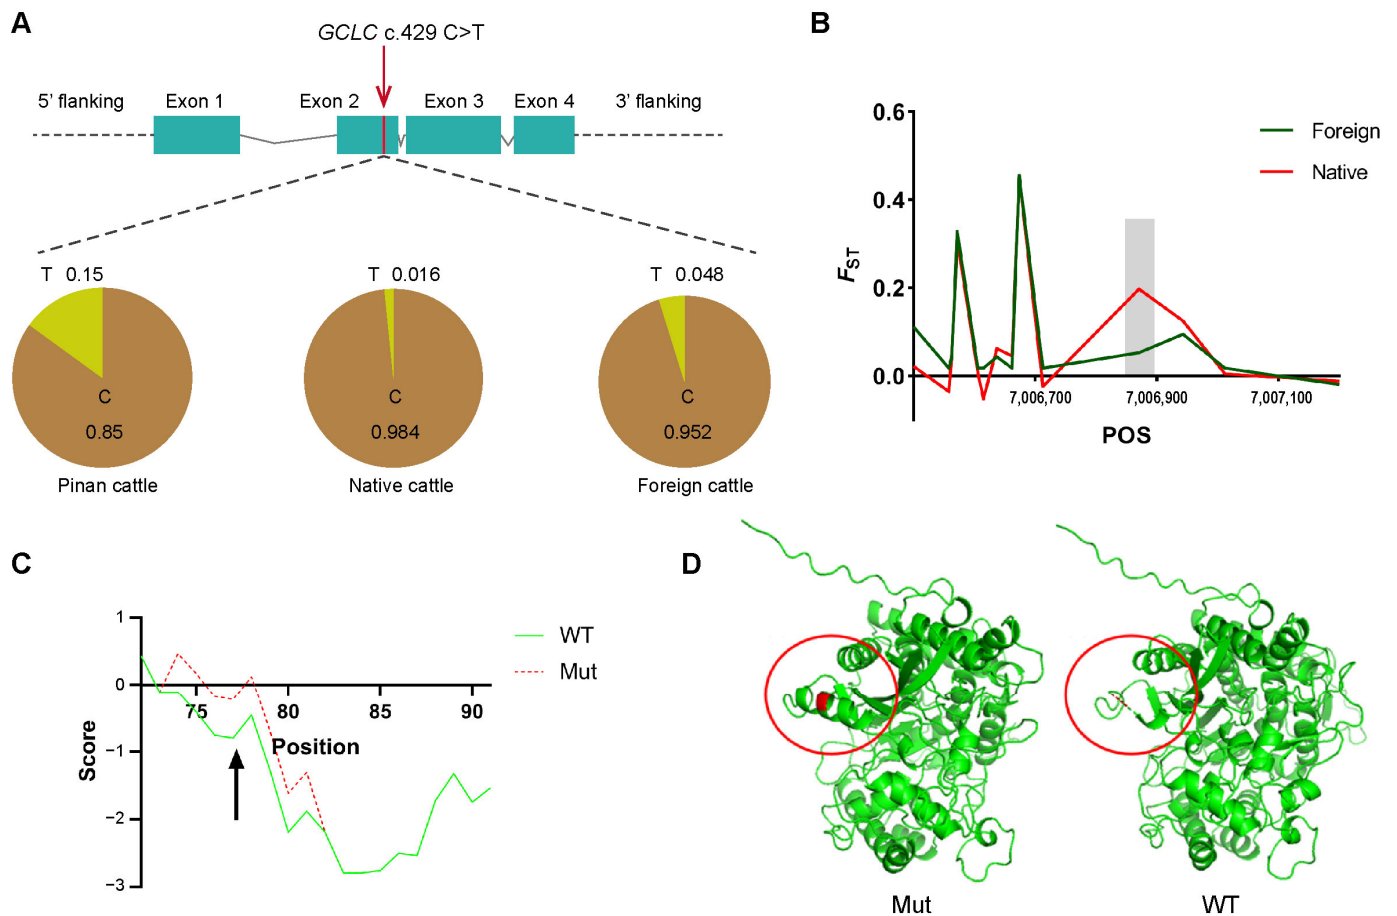 A
GCLC c.429 C>T
5' flanking Exon 1 Exon 2 Exon 3 Exon 4 3' flanking
T 0.15 T 0.016 T 0.048
C C C
0.85 0.984 0.952
Pinan cattle Native cattle Foreign cattle
B
0.6
0.4
0.2
0.0
FST
7,006,700 7,006,900 7,007,100
POS
Foreign
Native
C
1
0
−1
−2
−3
Score
75 80 85 90
Position
WT
Mut
D
Mut WT